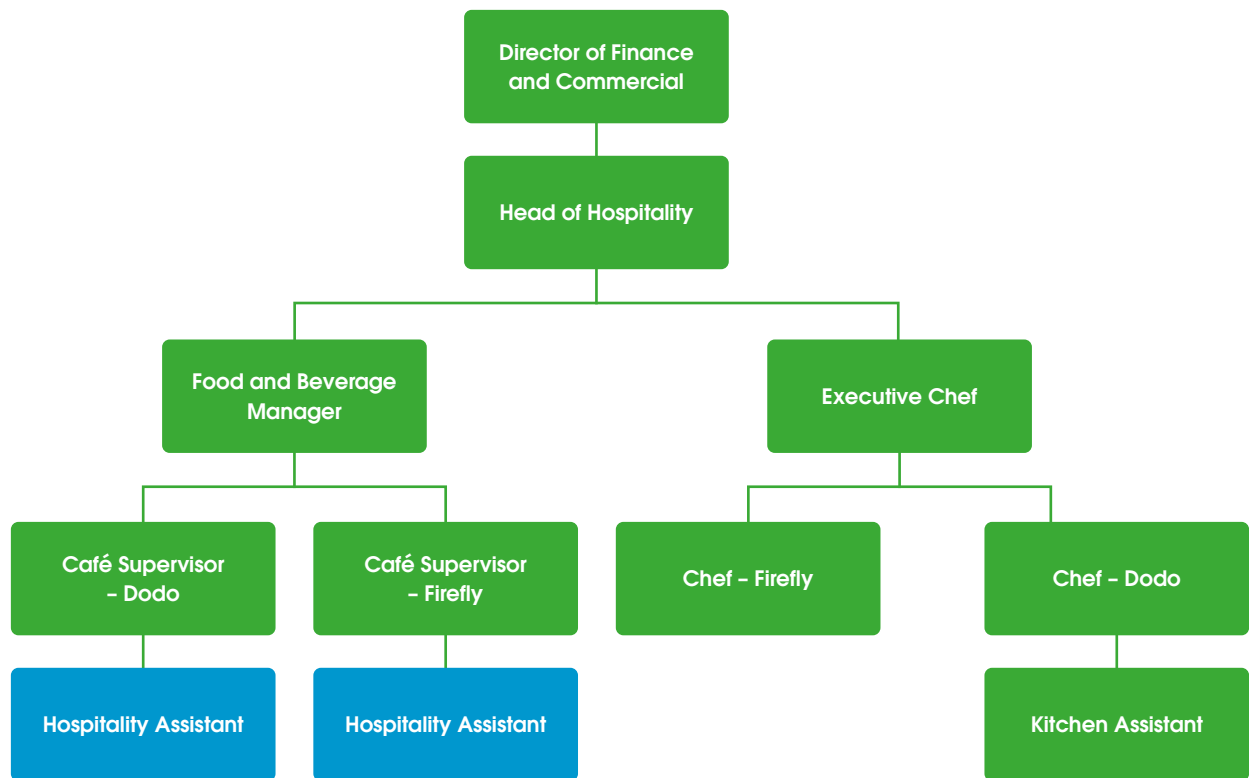 Director of Finance
and Commercial
Head of Hospitality
Food and Beverage
Manager
Executive Chef
Café Supervisor
– Dodo
Café Supervisor
– Firefly
Chef – Firefly
Chef – Dodo
Hospitality Assistant
Hospitality Assistant
Kitchen Assistant